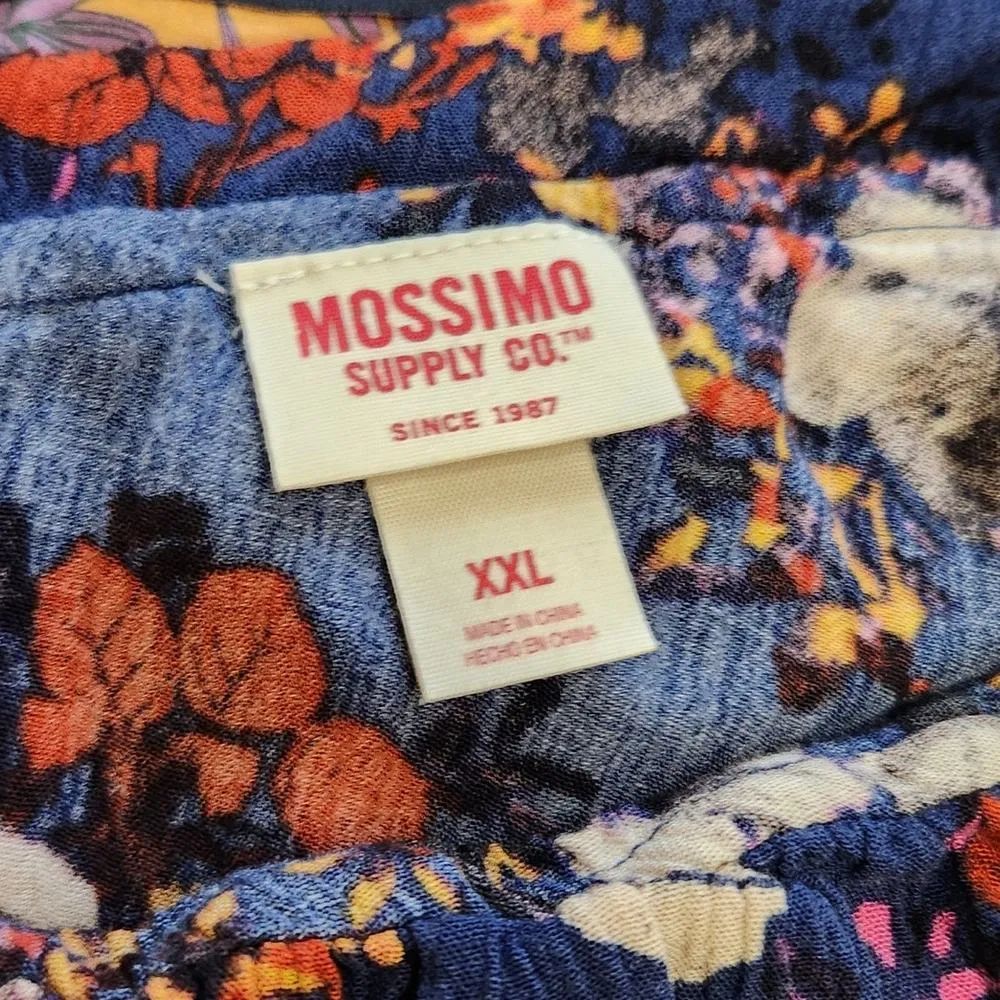 MOSSIMO
SUPPLY CO.™
SINCE 1987
XXL
MADE IN CHINA
HECHO EN CHINA